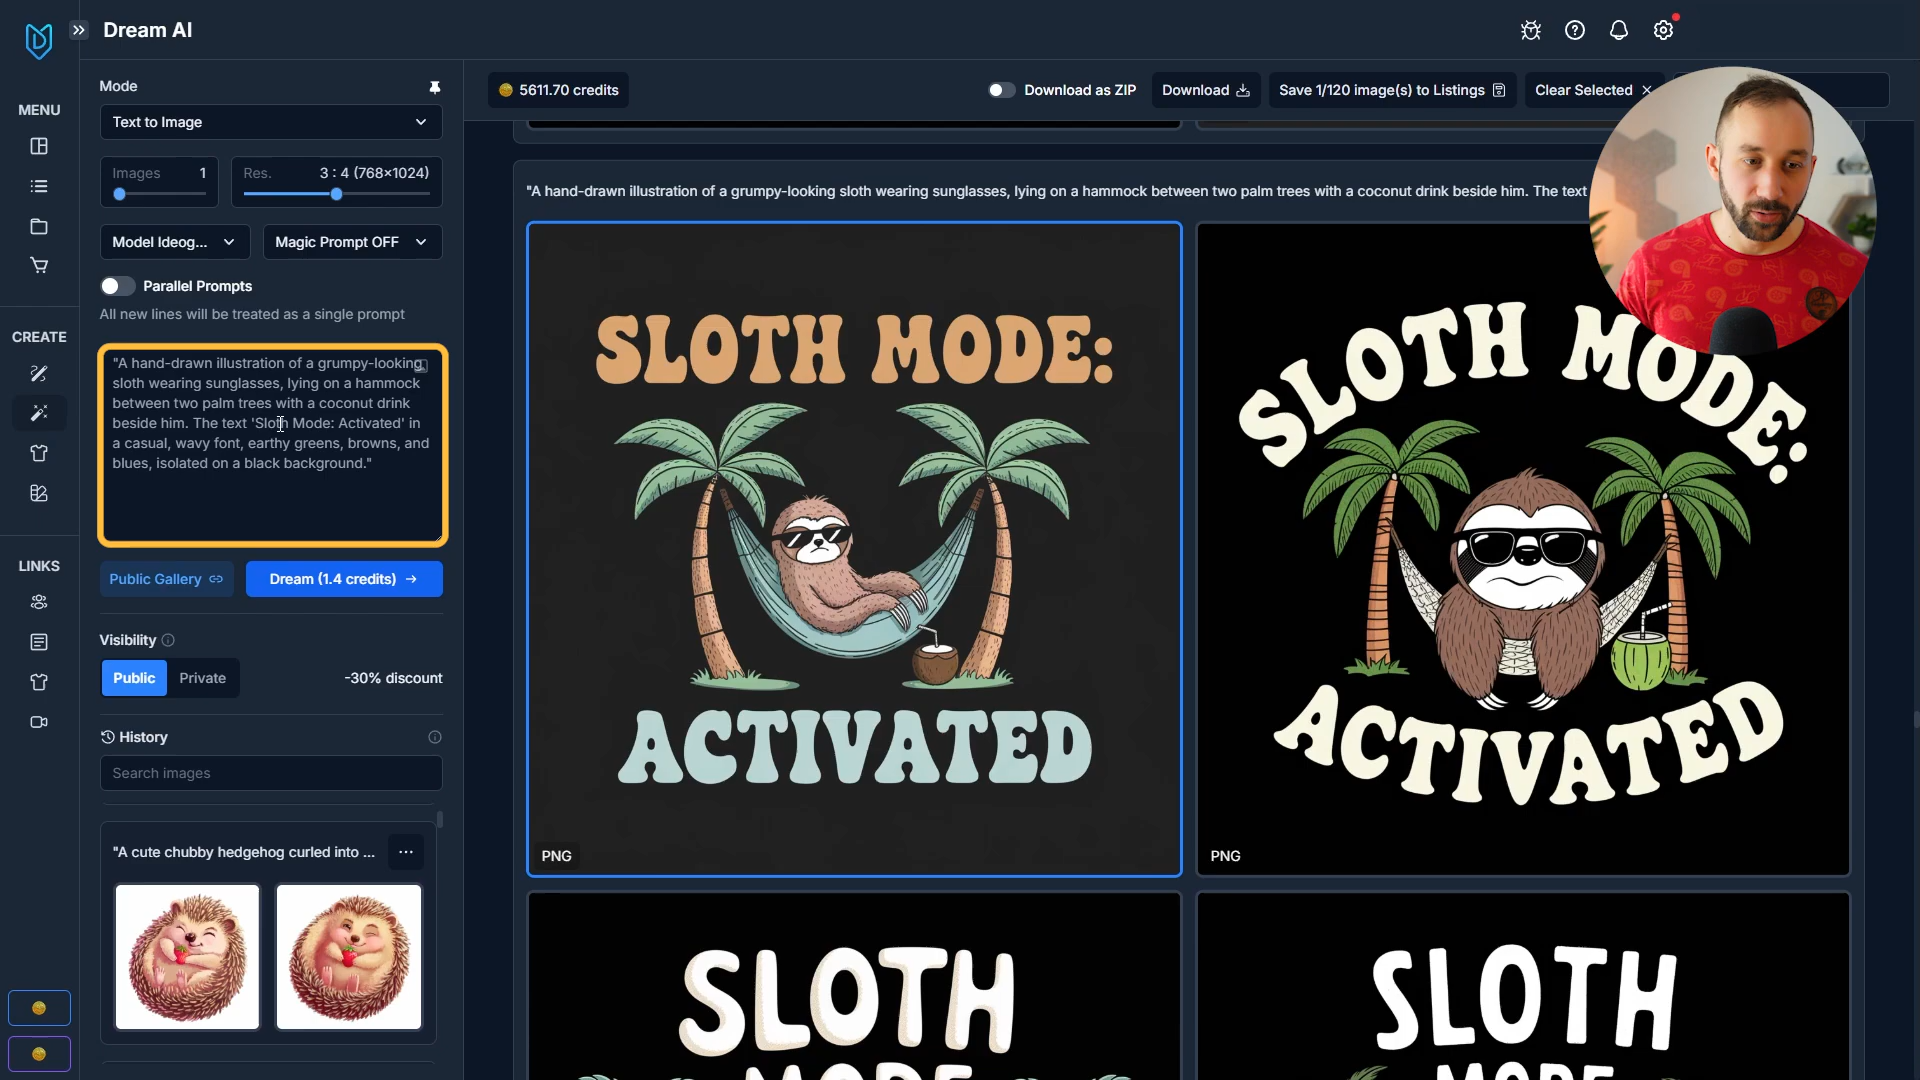 Dream AI
MENU
CREATE
LINKS
Mode
Text to Image
Images 1
Res. 3 : 4 (768×1024)
Model Ideog...
Magic Prompt OFF
Parallel Prompts
All new lines will be treated as a single prompt
"A hand-drawn illustration of a grumpy-looking
sloth wearing sunglasses, lying on a hammock
between two palm trees with a coconut drink
beside him. The text 'Sloth Mode: Activated' in
a casual, wavy font, earthy greens, browns, and
blues, isolated on a black background."
Public Gallery
Dream (1.4 credits)
Visibility
Public
Private
-30% discount
History
Search images
"A cute chubby hedgehog curled into ...
5611.70 credits
Download as ZIP
Download
Save 1/120 image(s) to Listings
Clear Selected
"A hand-drawn illustration of a grumpy-looking sloth wearing sunglasses, lying on a hammock between two palm trees with a coconut drink beside him. The text
SLOTH MODE:
ACTIVATED
PNG
SLOTH MODE:
ACTIVATED
PNG
SLOTH
MODE
SLOTH
MODE